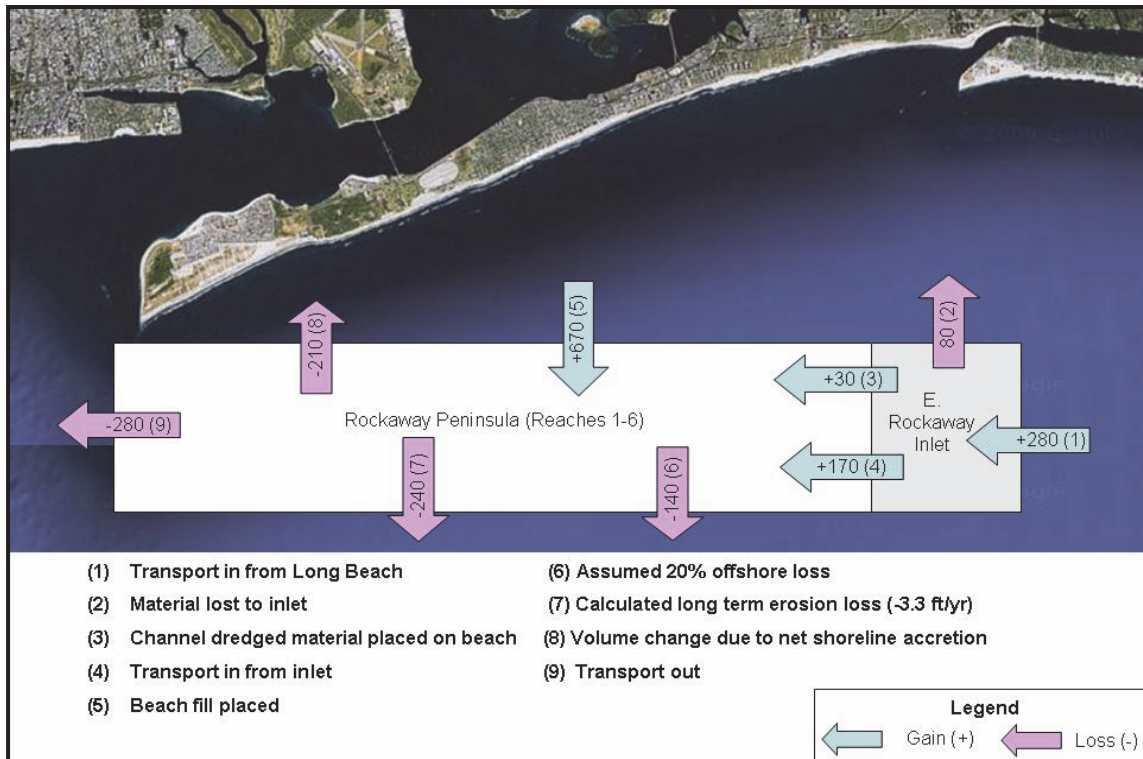 -210 (8)
+670 (5)
80 (2)
+30 (3)
E.
Rockaway
Inlet
Rockaway Peninsula (Reaches 1-6)
-280 (9)
+280 (1)
+170 (4)
-240 (7)
-140 (6)
(1) Transport in from Long Beach
(2) Material lost to inlet
(3) Channel dredged material placed on beach
(4) Transport in from inlet
(5) Beach fill placed
(6) Assumed 20% offshore loss
(7) Calculated long term erosion loss (-3.3 ft/yr)
(8) Volume change due to net shoreline accretion
(9) Transport out
Legend
Gain (+) Loss (-)